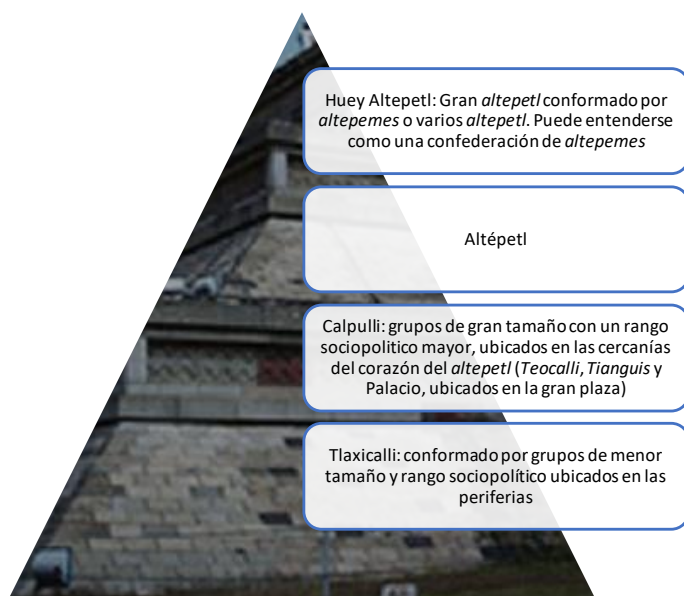 Huey Altepetl: Gran altepetl conformado por
altepemes o varios altepetl. Puede entenderse
como una confederación de altepemes
Altépetl
Calpulli: grupos de gran tamaño con un rango
sociopolitico mayor, ubicados en las cercanías
del corazón del altepetl (Teocalli, Tianguis y
Palacio, ubicados en la gran plaza)
Tlaxicalli: conformado por grupos de menor
tamaño y rango sociopolítico ubicados en las
periferias